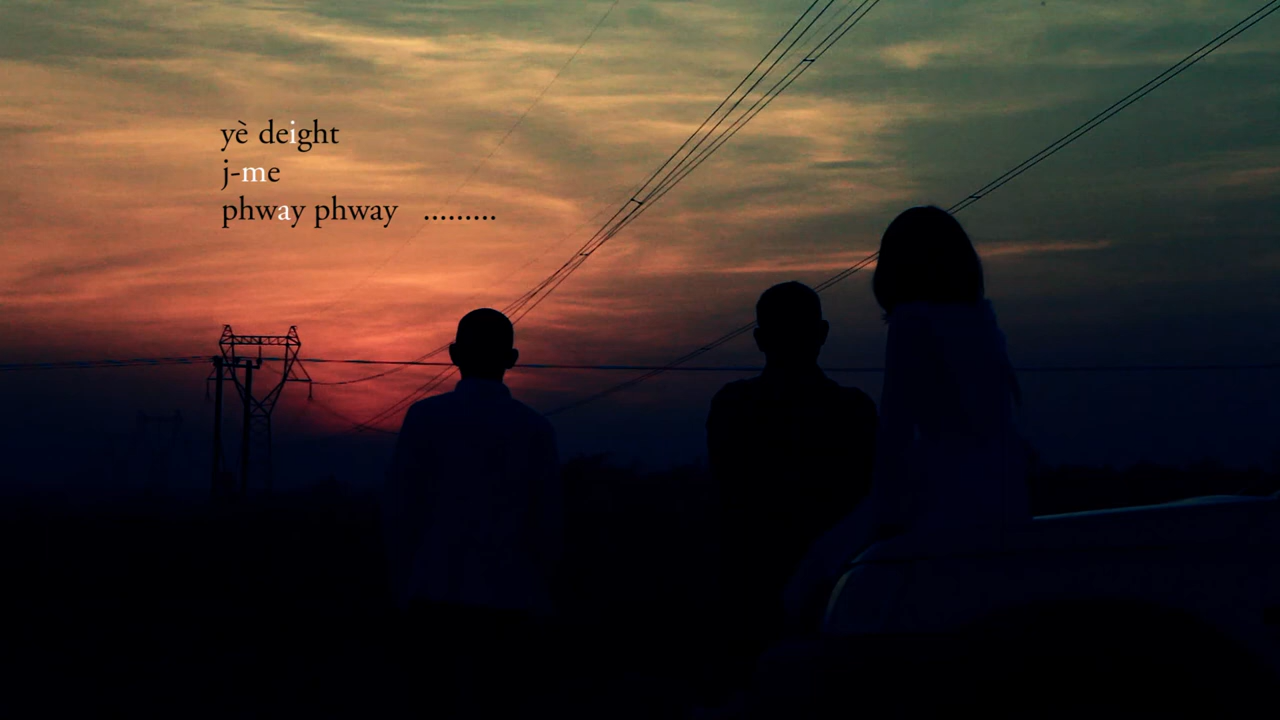 yè deight
j-me
phway phway .........